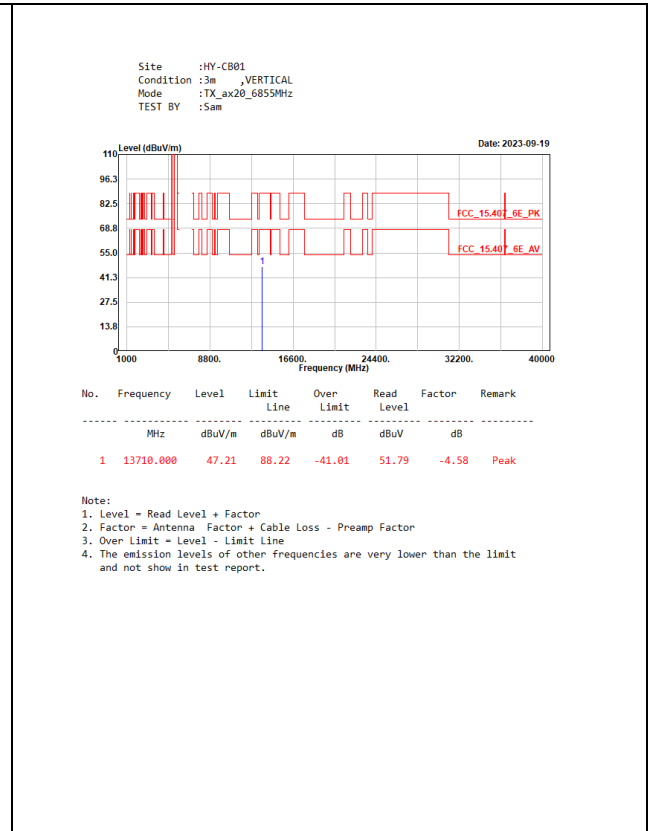 Site :HY-CB01
Condition :3m ,VERTICAL
Mode :TX_ax20_6855MHz
TEST BY :Sam
Level (dBuV/m) Date: 2023-09-19
110
96.3
82.5
FCC_15.407_6E_PK
68.8
55.0 FCC_15.407_6E_AV
1
41.3
27.5
13.8
0
1000 8800. 16600. 24400. 32200. 40000
Frequency (MHz)
No. Frequency Level Limit Over Read Factor Remark
Line Limit Level
------ ----------- -------- -------- --------- --------- -------- ---------
MHz dBuV/m dBuV/m dB dBuV dB
1 13710.000 47.21 88.22 -41.01 51.79 -4.58 Peak
Note:
1. Level = Read Level + Factor
2. Factor = Antenna Factor + Cable Loss - Preamp Factor
3. Over Limit = Level - Limit Line
4. The emission levels of other frequencies are very lower than the limit
and not show in test report.